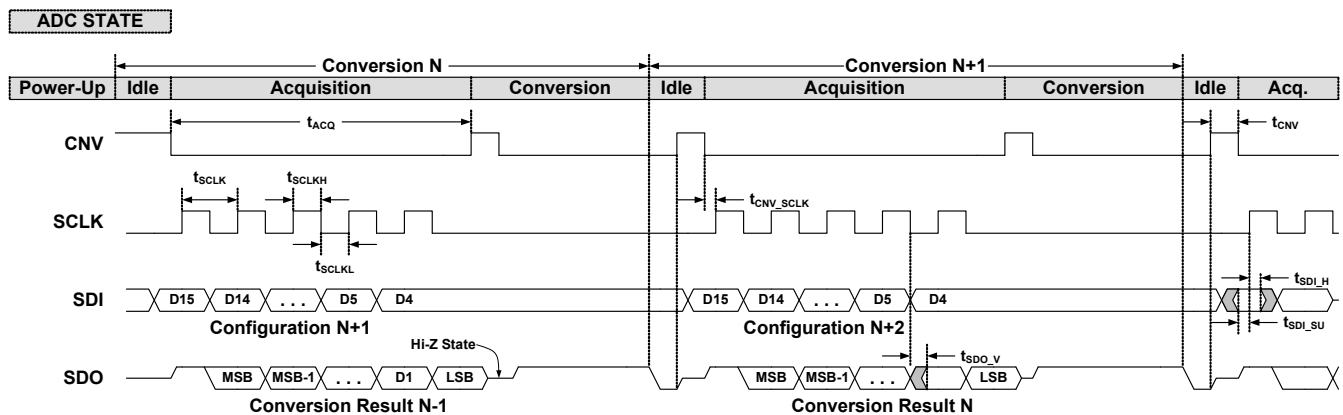 ADC STATE
Conversion N Conversion N+1
Power-Up Idle Acquisition Conversion Idle Acquisition Conversion Idle Acq.
CNV tACQ tCNV
SCLK tSCLK tSCLKH tSCLKL tCNV_SCLK
SDI D15 D14 . . . D5 D4 D15 D14 . . . D5 D4 tSDI_H
Configuration N+1 Configuration N+2 tSDI_SU
Hi-Z State tSDO_V
SDO MSB MSB-1 . . . D1 LSB MSB MSB-1 . . . LSB
Conversion Result N-1 Conversion Result N